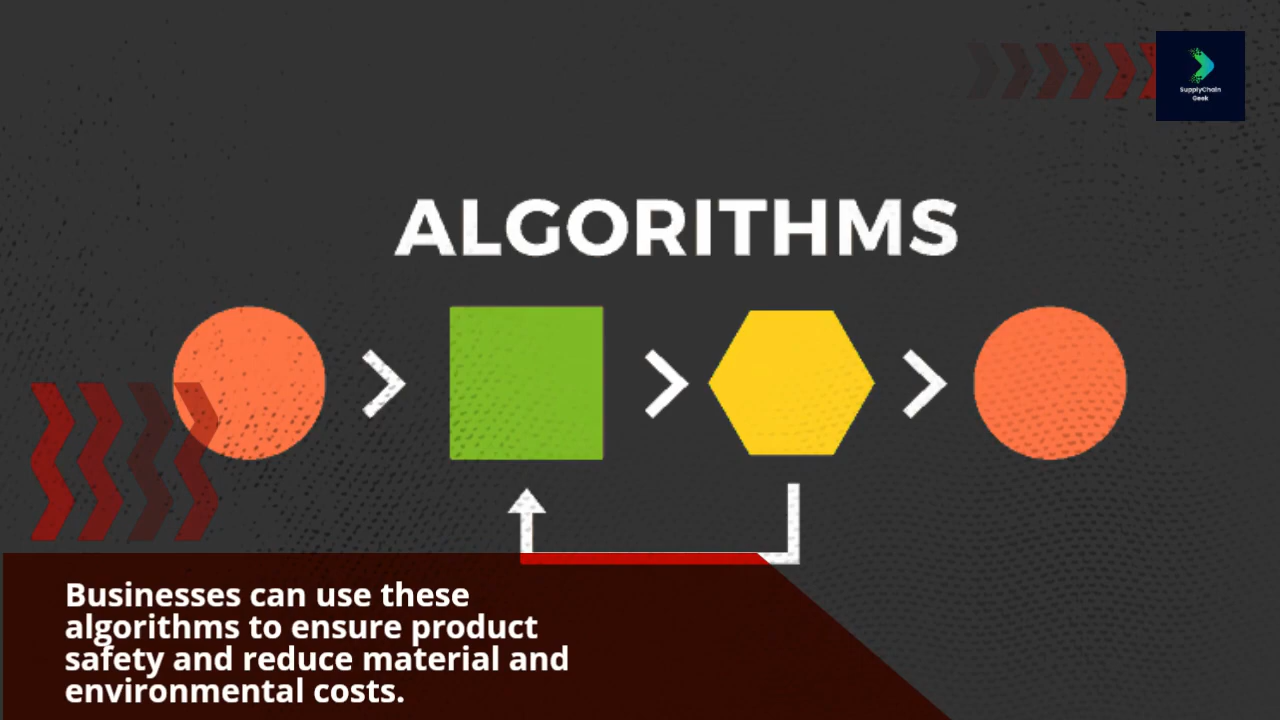 SupplyChain
Geek
ALGORITHMS
Businesses can use these
algorithms to ensure product
safety and reduce material and
environmental costs.